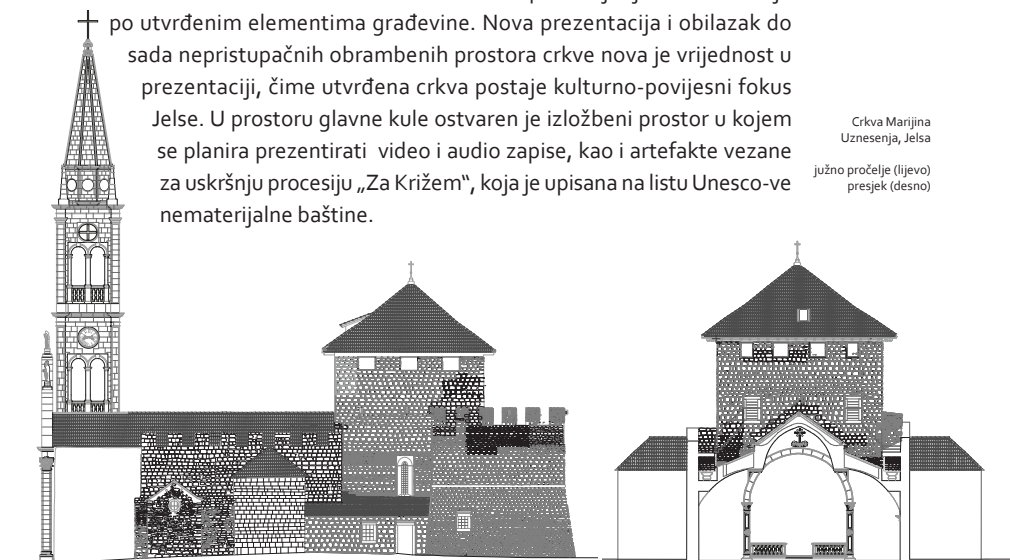 po utvrđenim elementima građevine. Nova prezentacija i obilazak do
sada nepristupačnih obrambenih prostora crkve nova je vrijednost u
prezentaciji, čime utvrđena crkva postaje kulturno-povijesni fokus
Jelse. U prostoru glavne kule ostvaren je izložbeni prostor u kojem
se planira prezentirati video i audio zapise, kao i artefakte vezane
za uskršnju procesiju „Za Križem“, koja je upisana na listu Unesco-ve
nematerijalne baštine.
Crkva Marijina
Uznesenja, Jelsa
južno pročelje (lijevo)
presjek (desno)